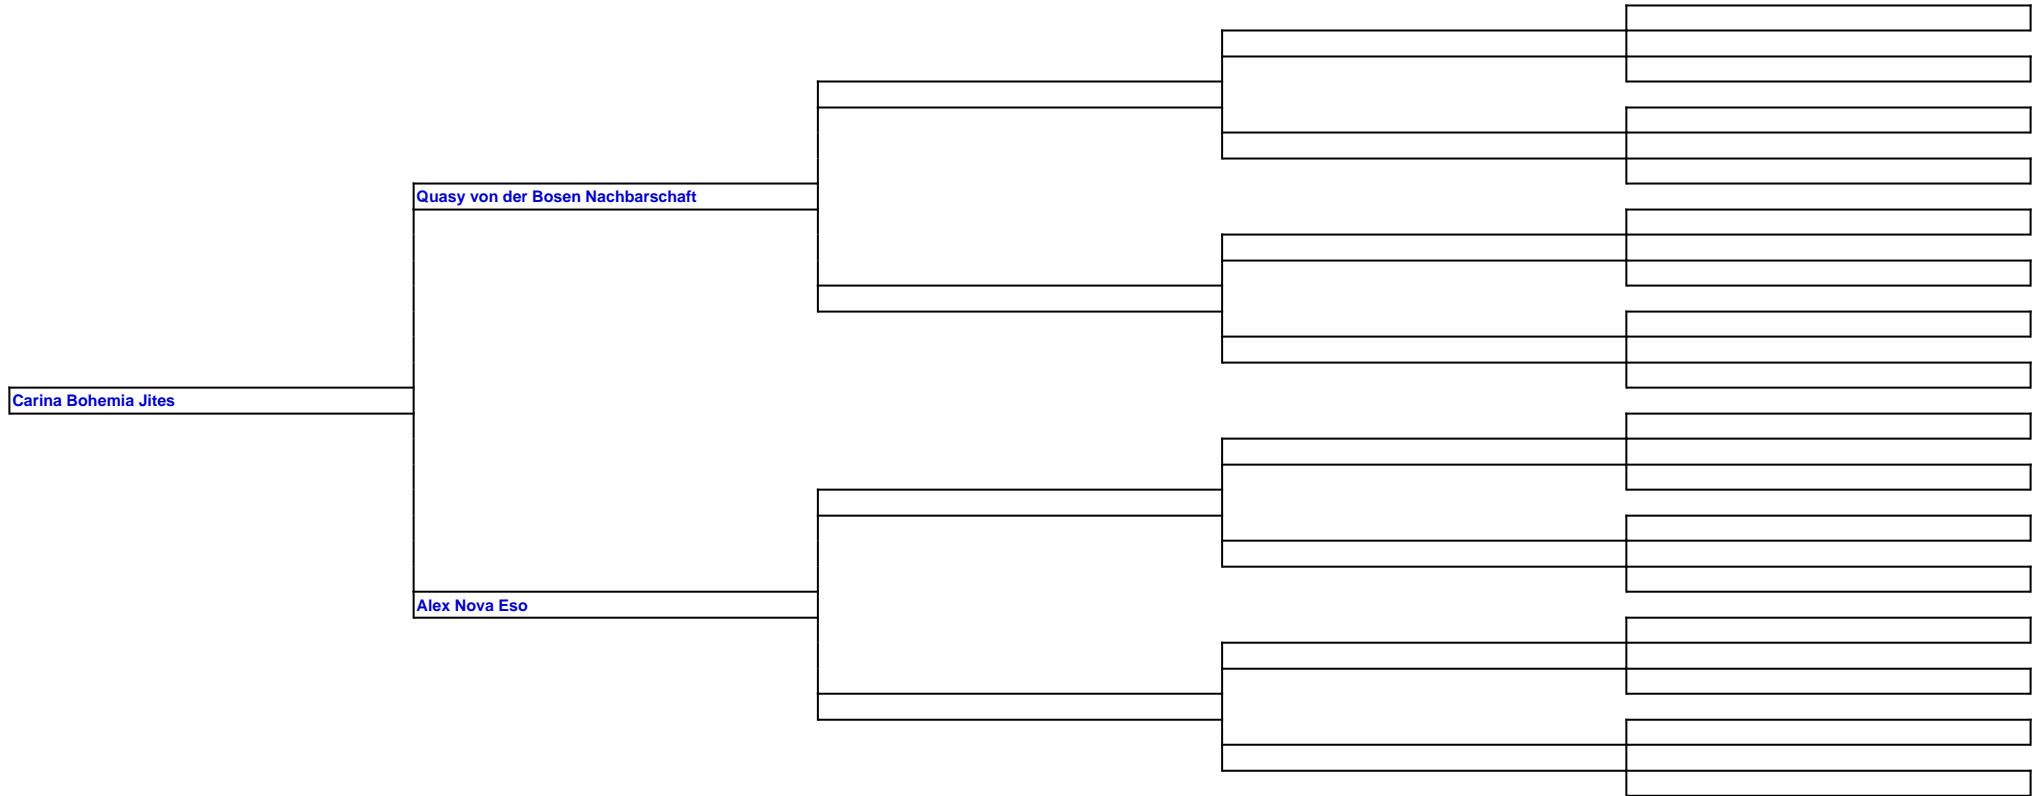 Quasy von der Bosen Nachbarschaft
Carina Bohemia Jites
Alex Nova Eso